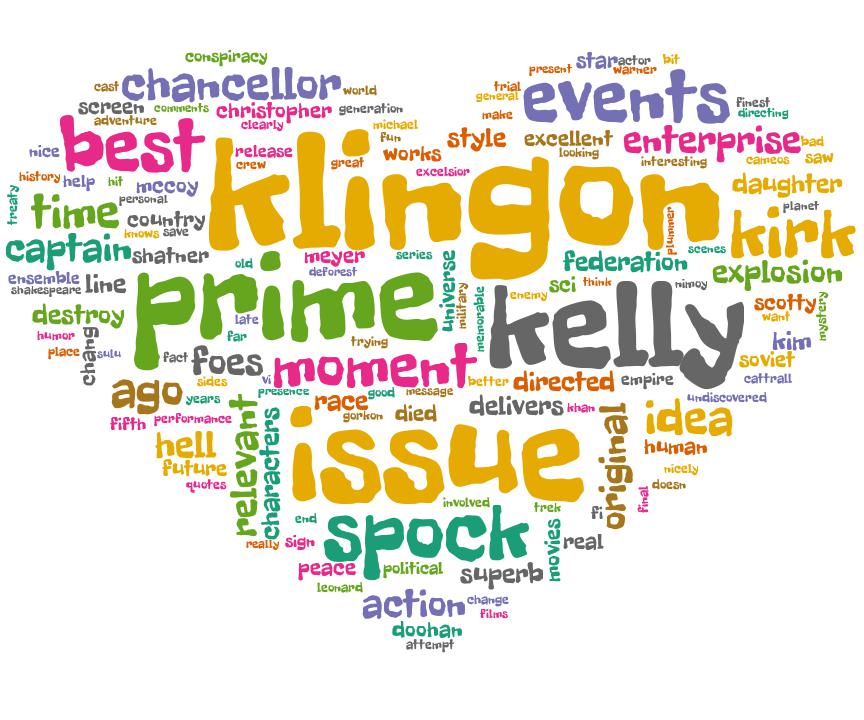 conspiracy
star actor bit
present warner
cast chancellor world
trial events
general
finest
directing
screen comments christopher generation
adventure
clearly
make
best
michael
fun
style excellent enterprise bad
nice
release
crew
great
works
looking
interesting
cameos saw
klingon
excelsior
history help hit mccoy
daughter
treaty
personal
time country
planet
knows save
plummer
kirk
captain shatner
old
meyer series
deforest
universe
federation
scenes
explosion
ensemble line
shakespeare
prime
military
memorable
enemy sci think
nimoy
kelly
scotty
want
mystery
destroy
late
far
humor
place sulu
chang
trying
kim
soviet
fact foes
vi
moment
better directed empire
cattrall
ago
sides
years
presence
race good message
gorkon died
delivers khan
undiscovered
fifth performance
relevant
characters
issue
original
idea
human
hell
future
quotes
nicely
doesn
final
involved
trek
fi
end
spock
movies
real
really sign
peace political superb
leonard
action change
films
doohan
attempt